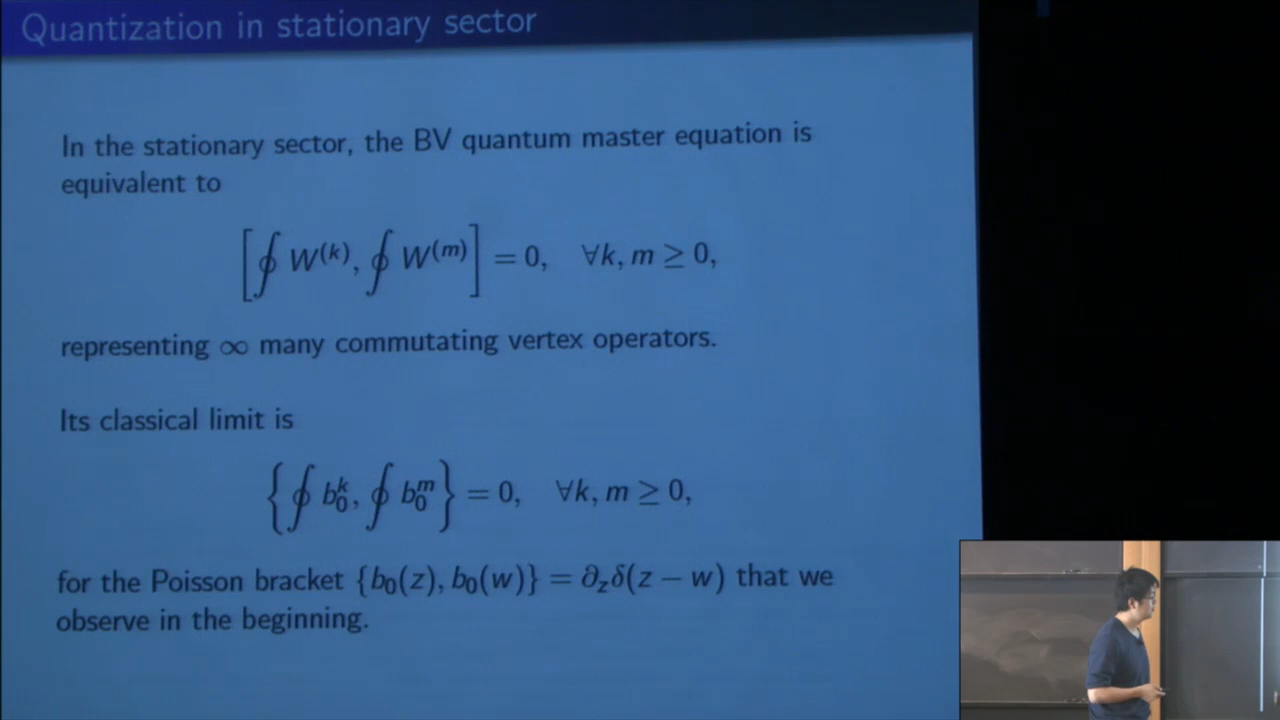 Quantization in stationary sector
In the stationary sector, the BV quantum master equation is
equivalent to
[∮ W^{(k)}, ∮ W^{(m)}] = 0, ∀k, m ≥ 0,
representing ∞ many commutating vertex operators.
Its classical limit is
{∮ b_0^k, ∮ b_0^m} = 0, ∀k, m ≥ 0,
for the Poisson bracket {b_0(z), b_0(w)} = ∂_zδ(z − w) that we
observe in the beginning.